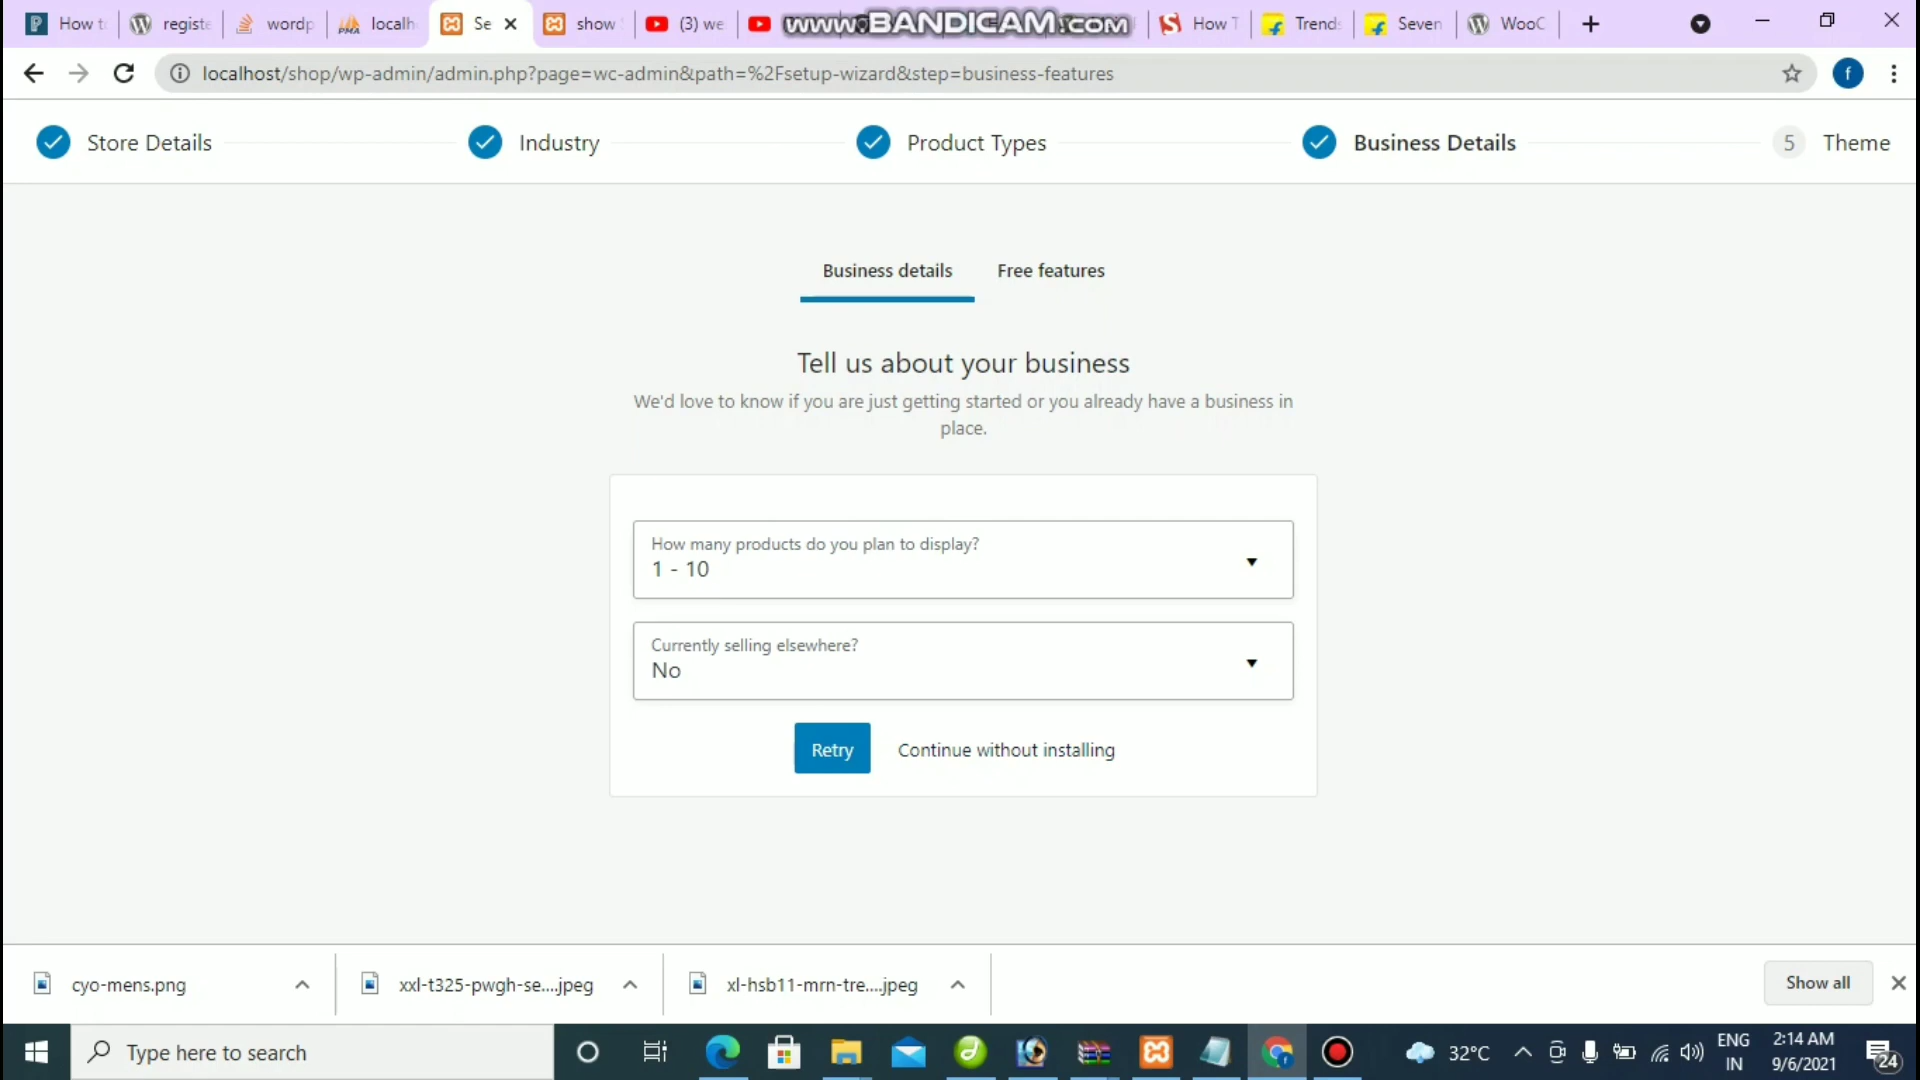 How t
registe
wordp
localh
Se
show
(3) we
www.BANDICAM.com
How T
Trend
Seven
WooC
localhost/shop/wp-admin/admin.php?page=wc-admin&path=%2Fsetup-wizard&step=business-features
f
Store Details
Industry
Product Types
Business Details
5 Theme
Business details
Free features
Tell us about your business
We'd love to know if you are just getting started or you already have a business in
place.
How many products do you plan to display?
1 - 10
Currently selling elsewhere?
No
Retry
Continue without installing
cyo-mens.png
xxl-t325-pwgh-se....jpeg
xl-hsb11-mrn-tre....jpeg
Show all
Type here to search
32°C
ENG
IN
2:14 AM
9/6/2021
24